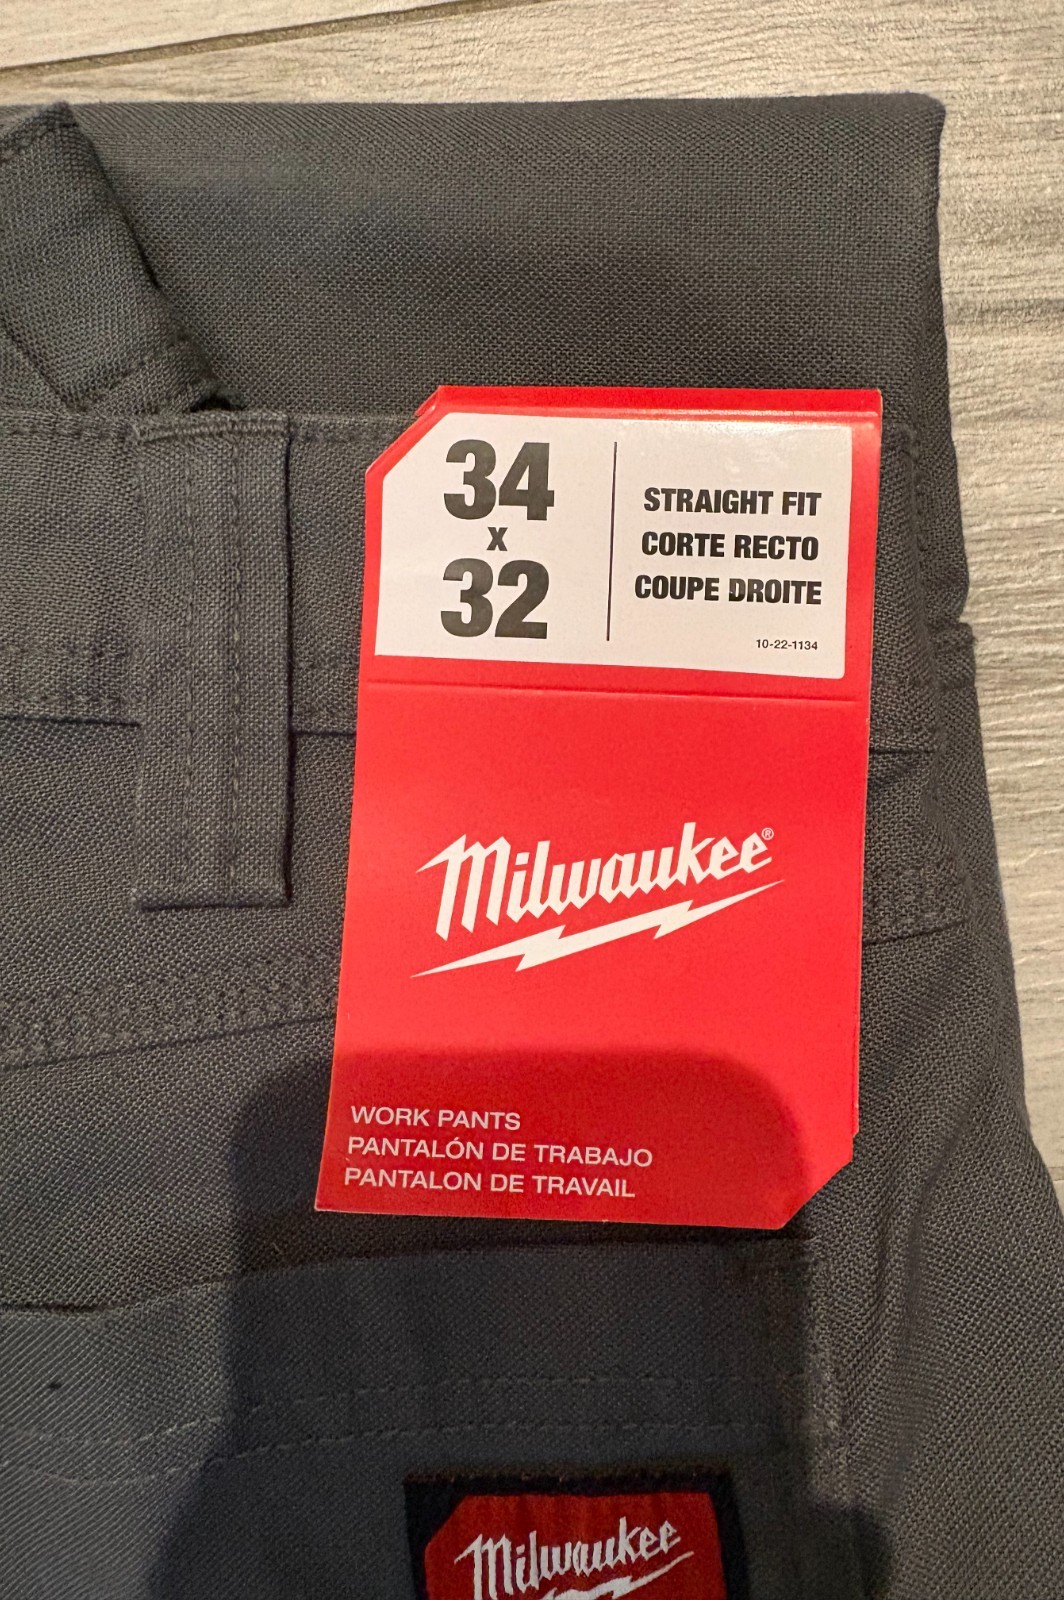 34
x
32
STRAIGHT FIT
CORTE RECTO
COUPE DROITE
10-22-1134
Milwaukee®
WORK PANTS
PANTALÓN DE TRABAJO
PANTALON DE TRAVAIL
Milwaukee